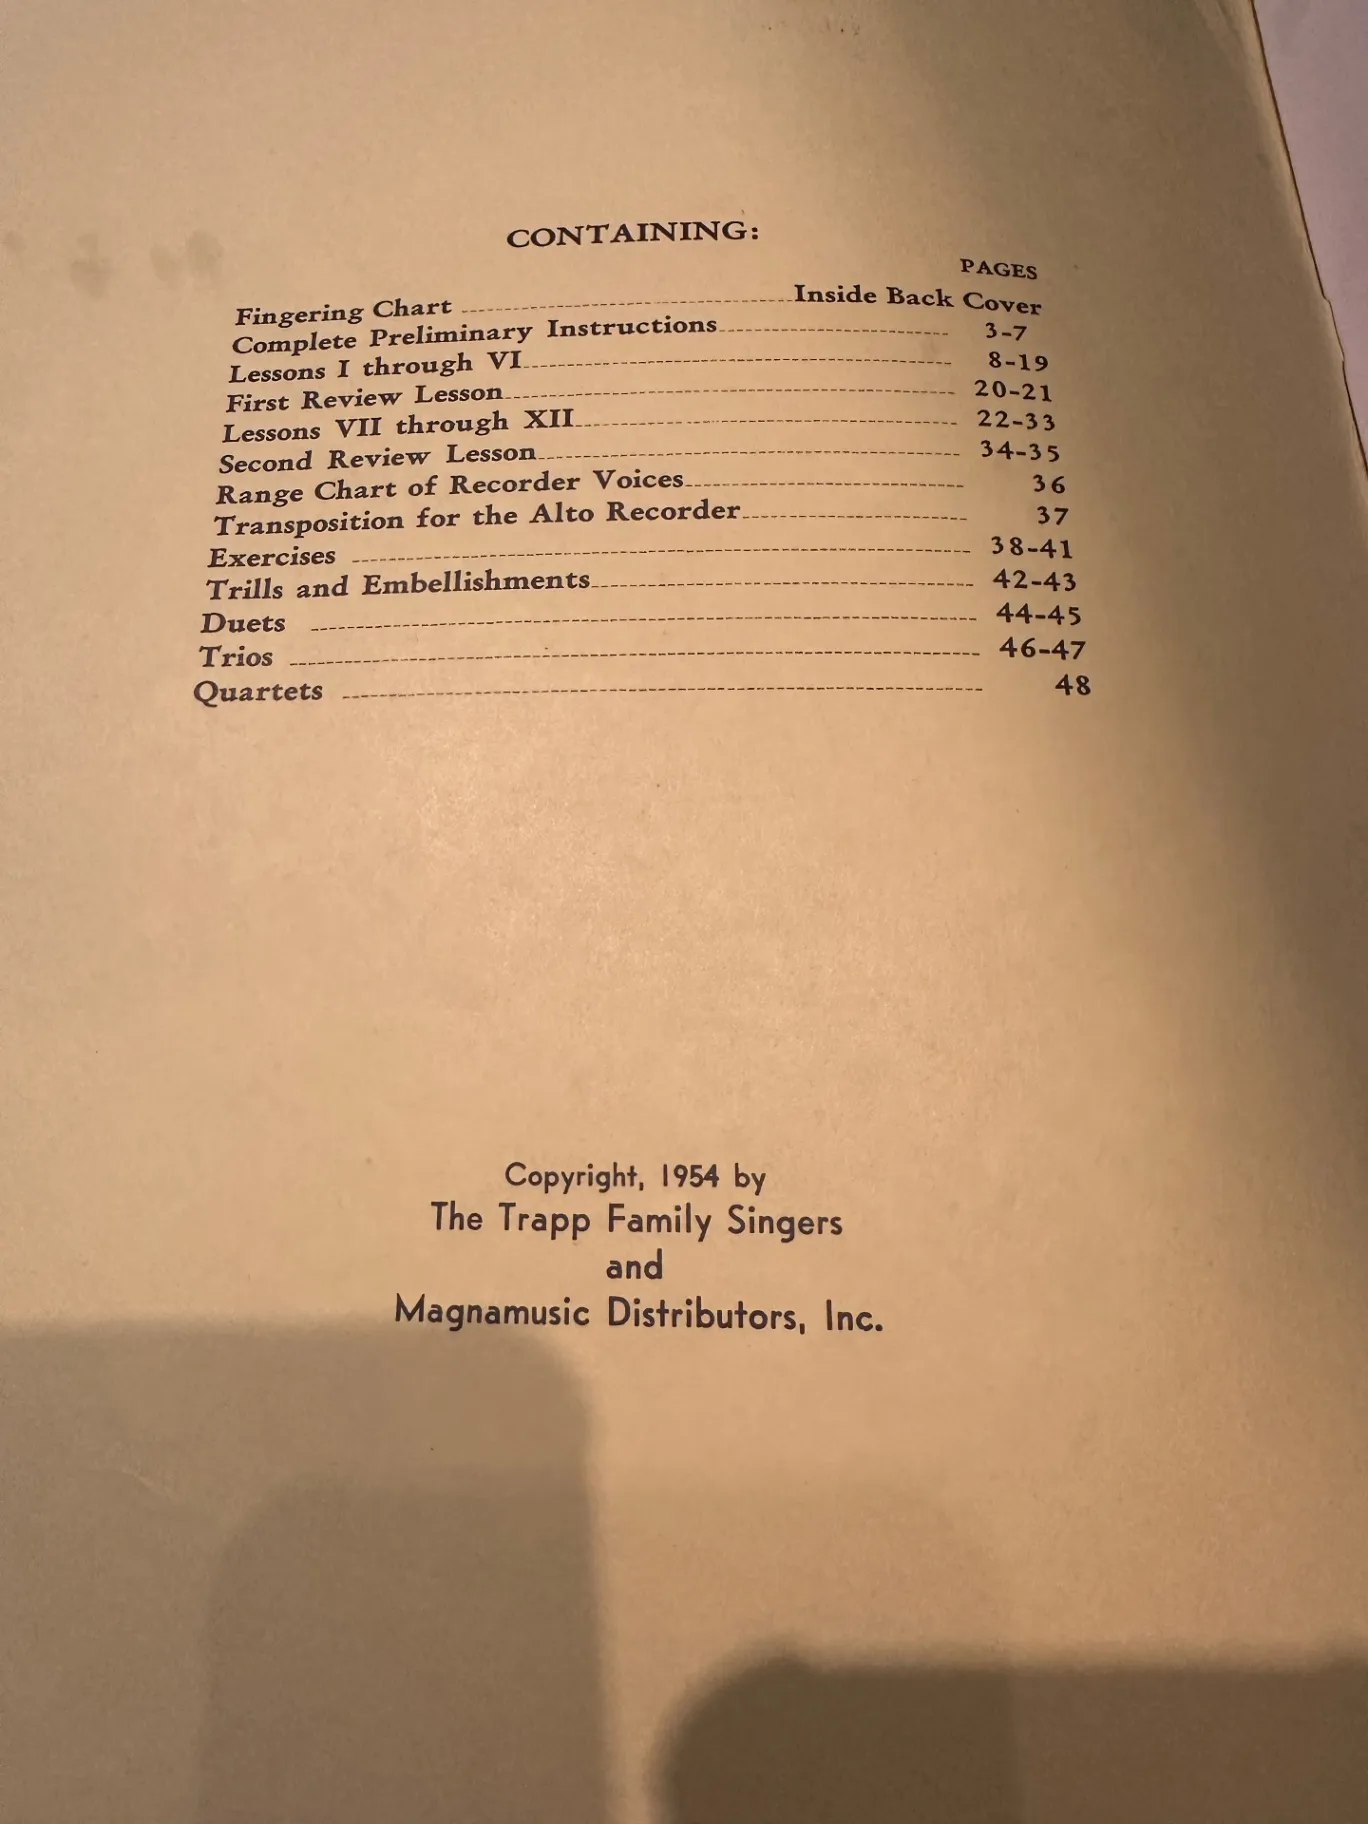 CONTAINING:
PAGES
Fingering Chart Inside Back Cover
Complete Preliminary Instructions 3-7
Lessons I through VI 8-19
First Review Lesson 20-21
Lessons VII through XII 22-33
Second Review Lesson 34-35
Range Chart of Recorder Voices 36
Transposition for the Alto Recorder 37
Exercises 38-41
Trills and Embellishments 42-43
Duets 44-45
Trios 46-47
Quartets 48
Copyright, 1954 by
The Trapp Family Singers
and
Magnamusic Distributors, Inc.